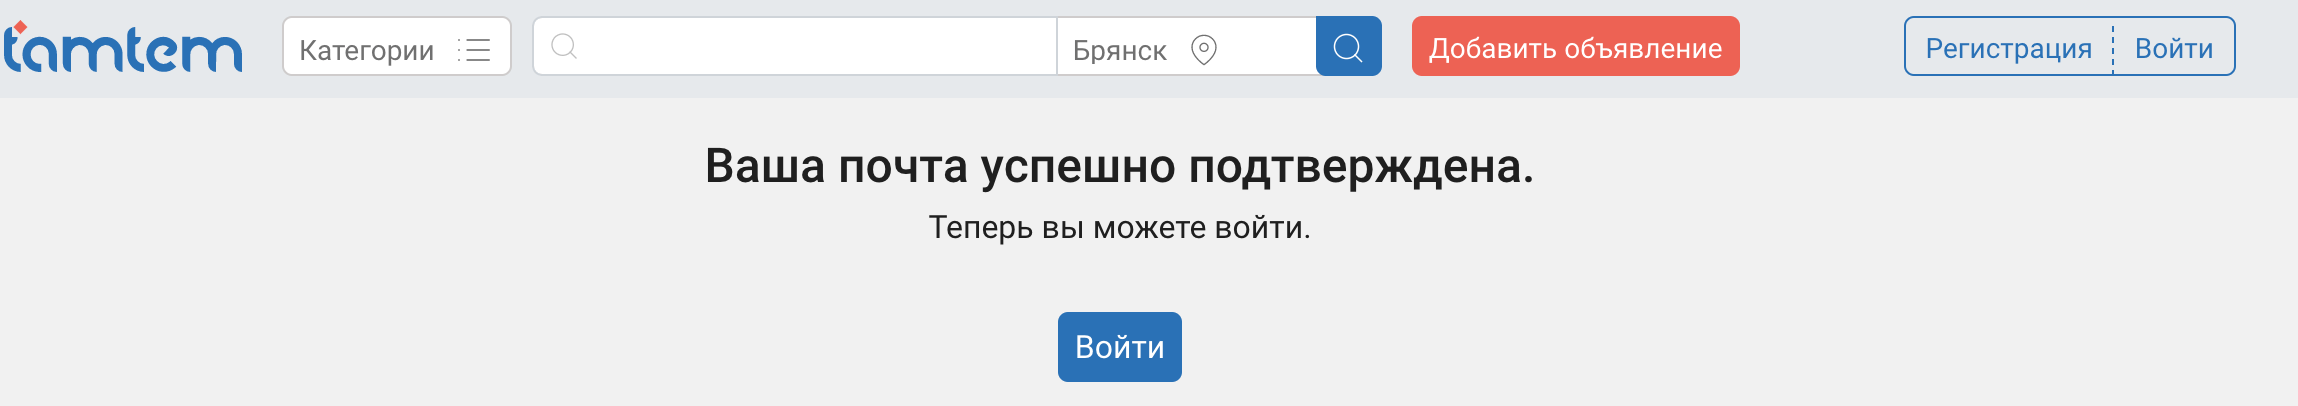 tamtem
Категории
Брянск
Добавить объявление
Регистрация
Войти
Ваша почта успешно подтверждена.
Теперь вы можете войти.
Войти